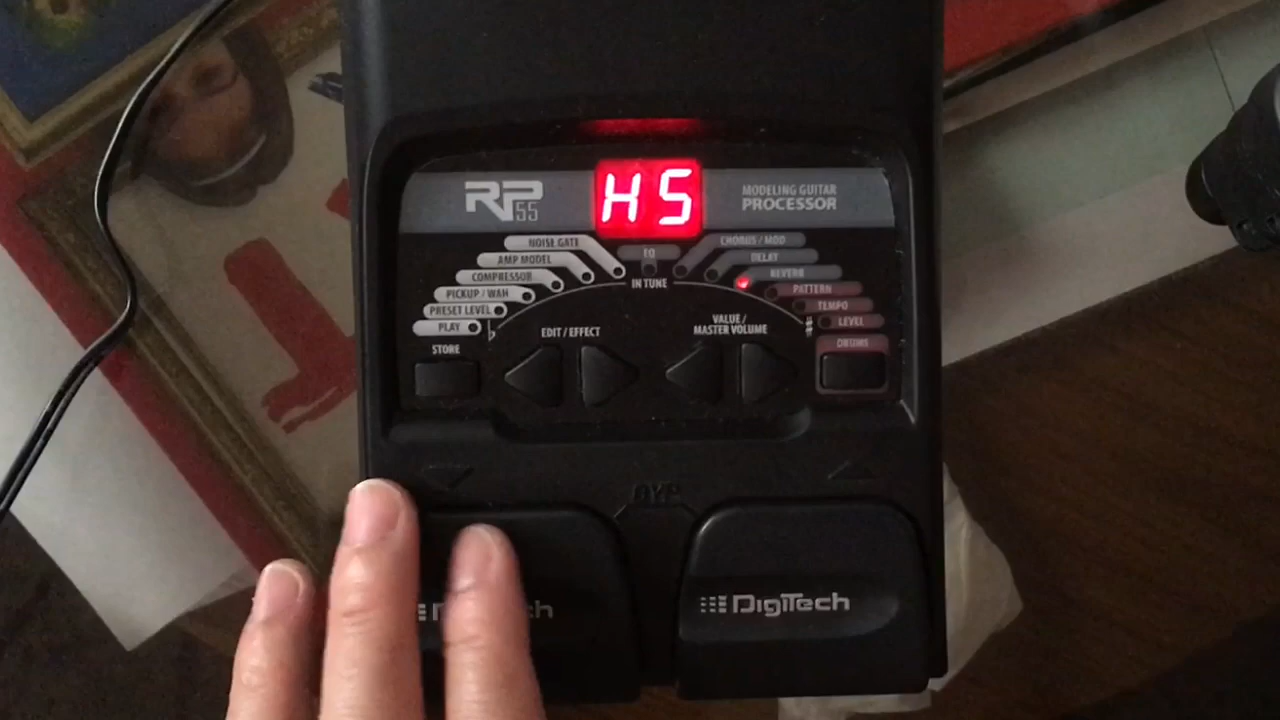 RP55
H5
MODELING GUITAR
PROCESSOR
NOISE GATE
AMP MODEL
COMPRESSOR
PICKUP / WAH
PRESET LEVEL
PLAY
EQ
IN TUNE
CHORUS / MOD
DELAY
REVERB
PATTERN
TEMPO
LEVEL
DRUMS
STORE
EDIT / EFFECT
VALUE /
MASTER VOLUME
BYP
DigiTech